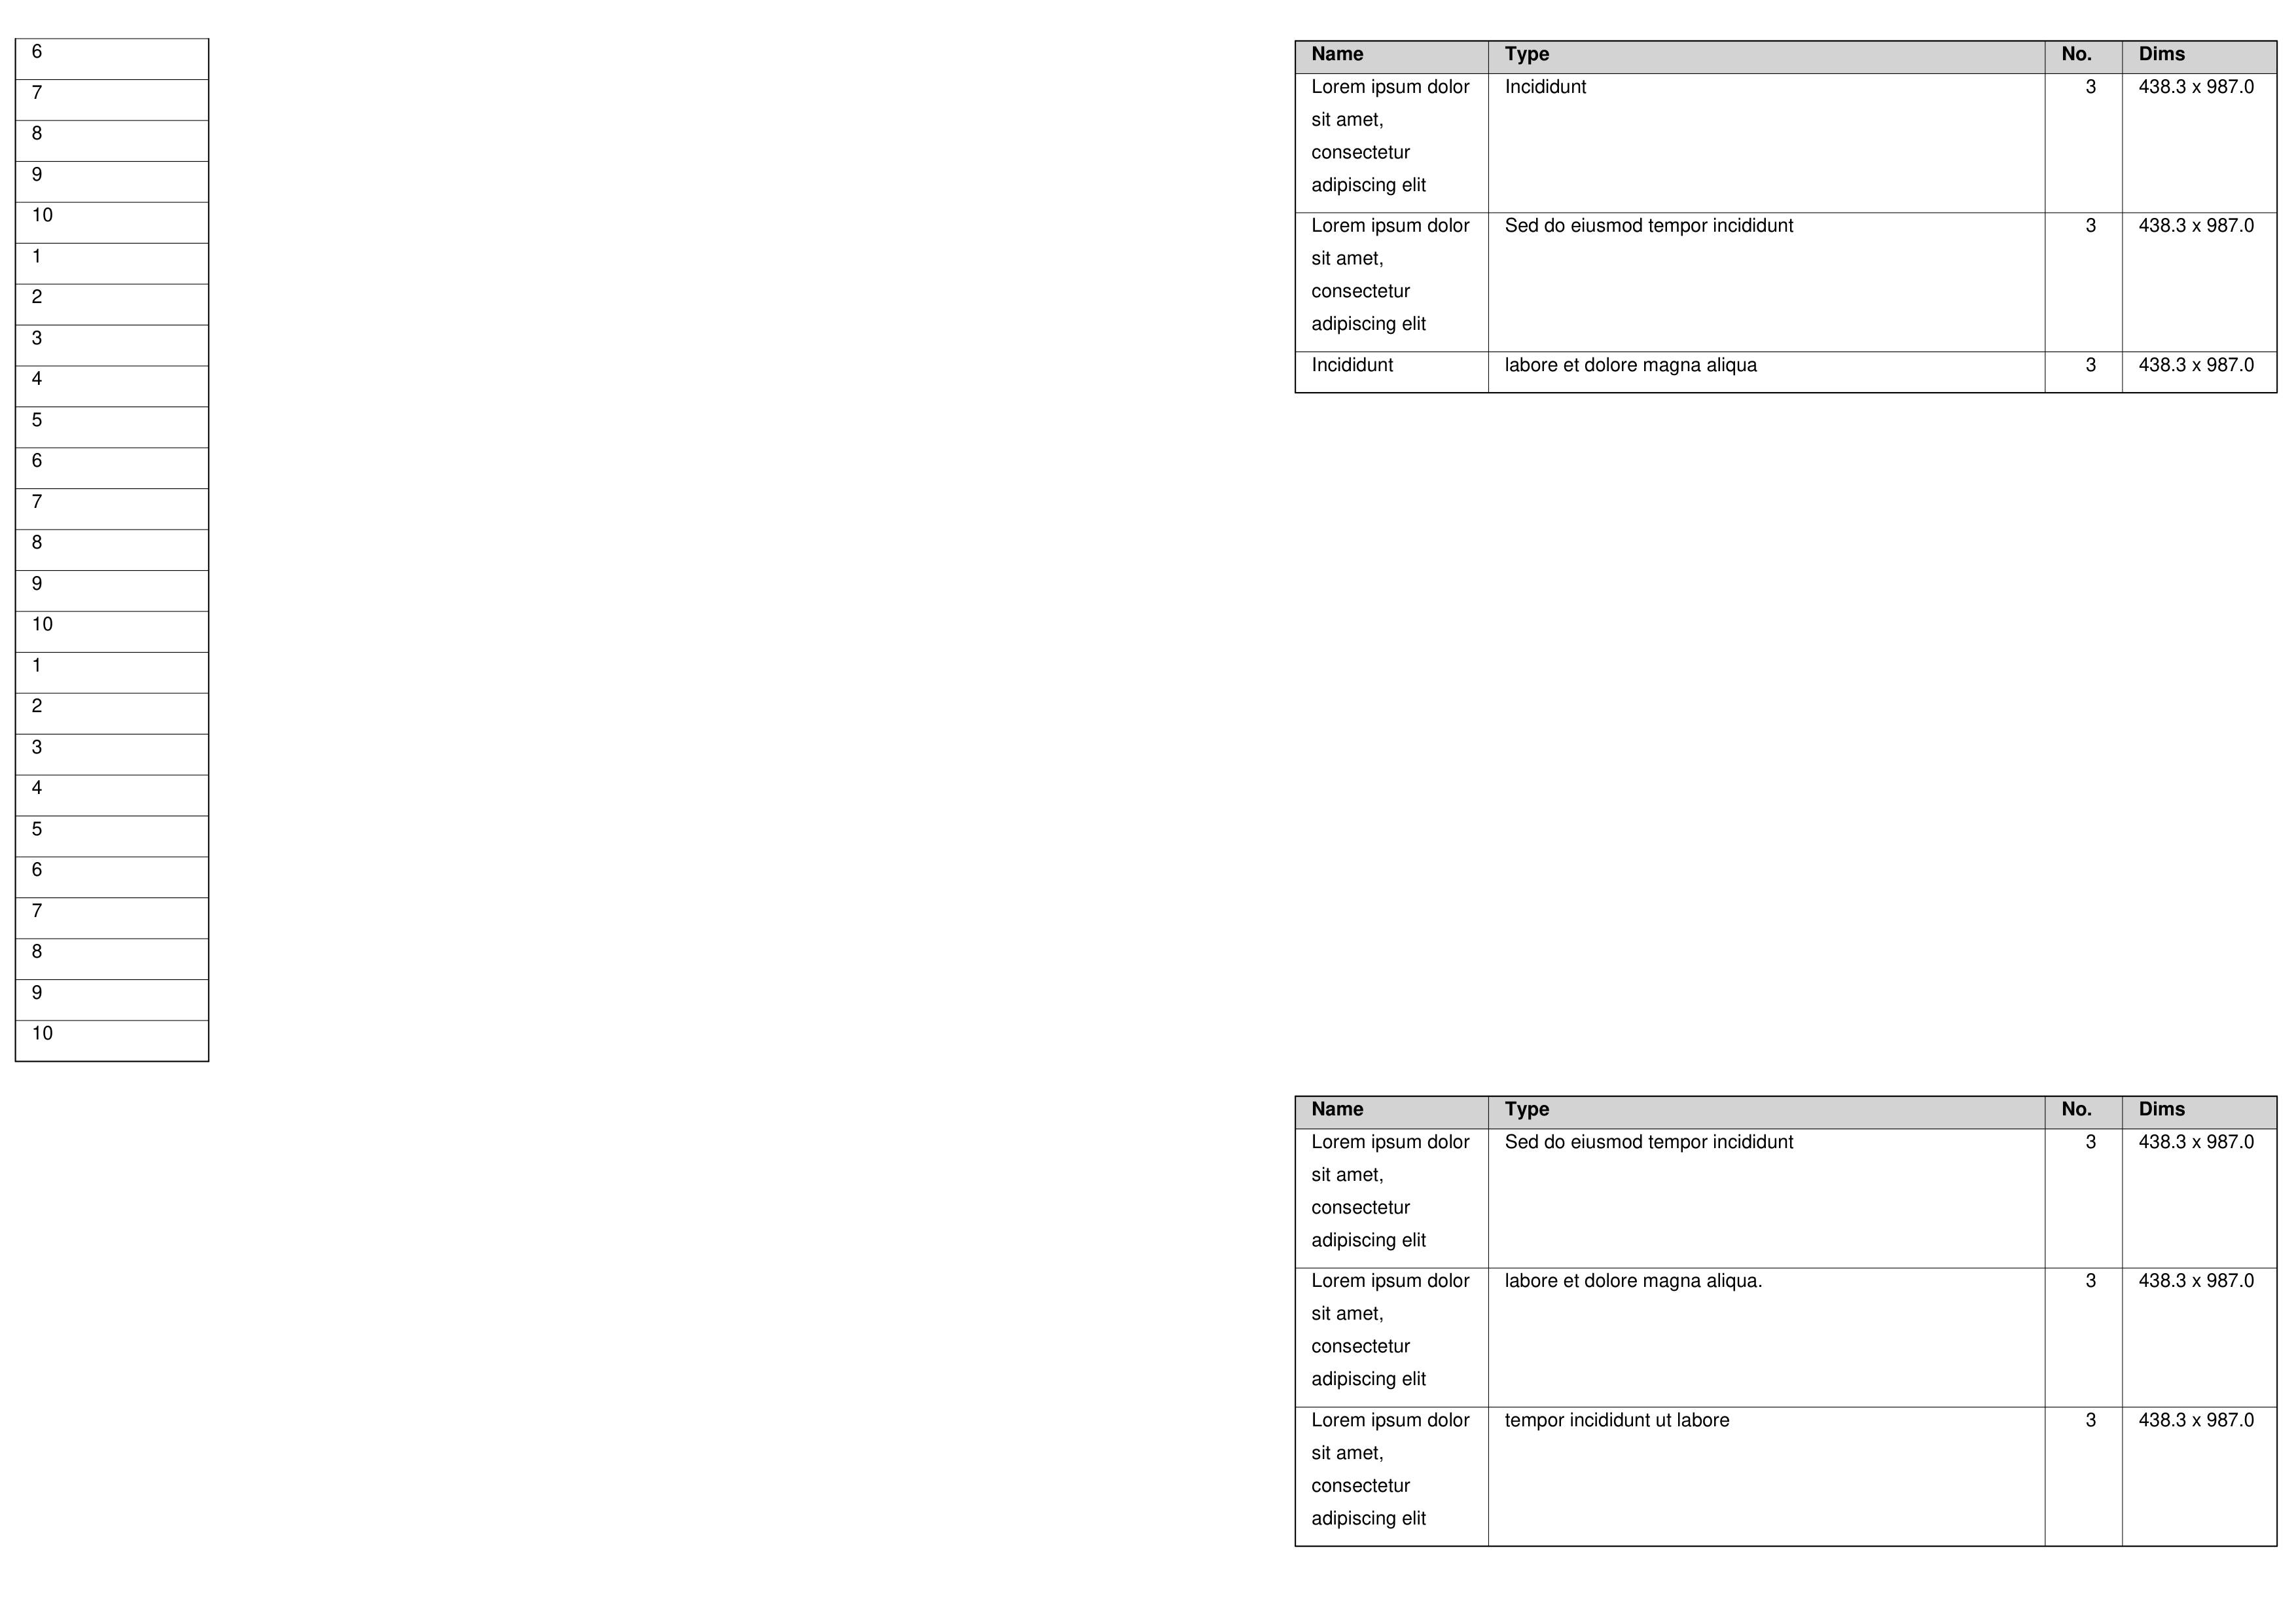 6
7
8
9
10
1
2
3
4
5
6
7
8
9
10
1
2
3
4
5
6
7
8
9
10
Name Type No. Dims
Lorem ipsum dolor Incididunt 3 438.3 x 987.0
sit amet,
consectetur
adipiscing elit
Lorem ipsum dolor Sed do eiusmod tempor incididunt 3 438.3 x 987.0
sit amet,
consectetur
adipiscing elit
Incididunt labore et dolore magna aliqua 3 438.3 x 987.0
Name Type No. Dims
Lorem ipsum dolor Sed do eiusmod tempor incididunt 3 438.3 x 987.0
sit amet,
consectetur
adipiscing elit
Lorem ipsum dolor labore et dolore magna aliqua. 3 438.3 x 987.0
sit amet,
consectetur
adipiscing elit
Lorem ipsum dolor tempor incididunt ut labore 3 438.3 x 987.0
sit amet,
consectetur
adipiscing elit